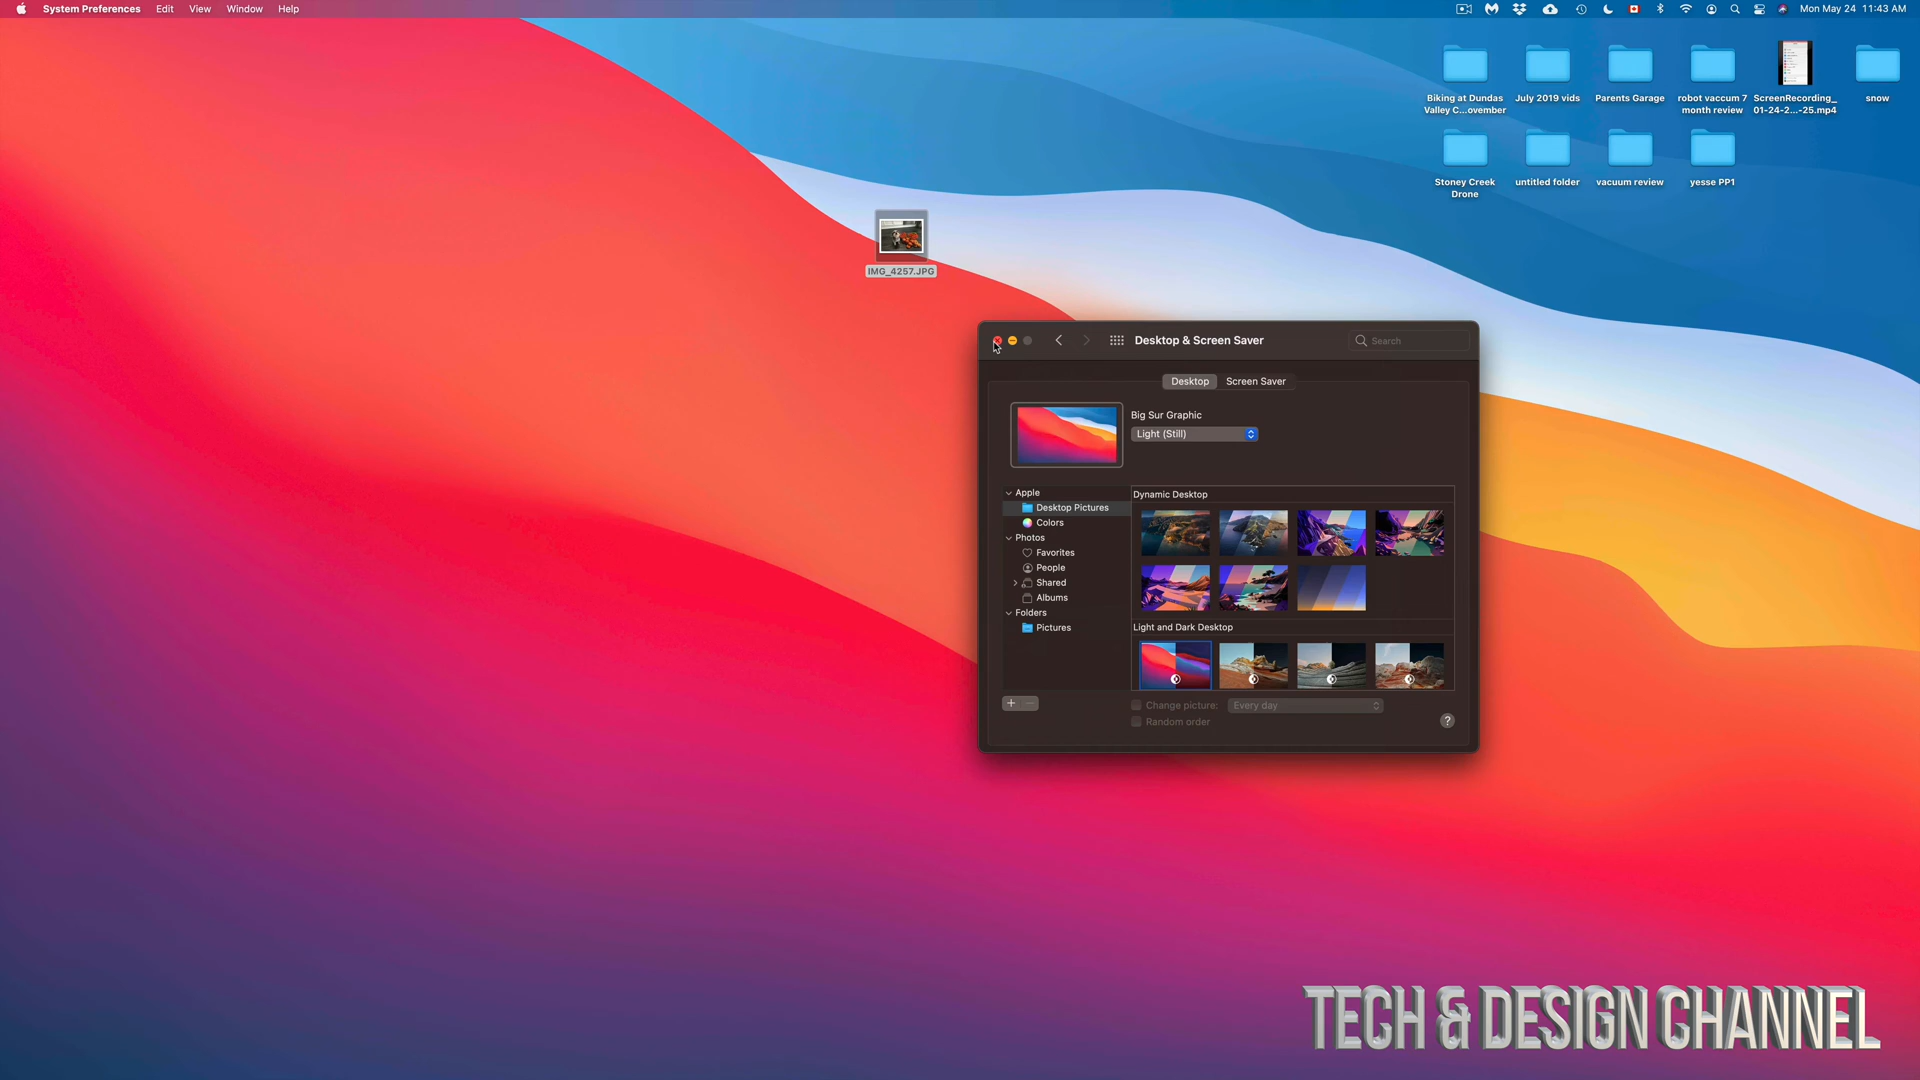 System Preferences Edit View Window Help
Mon May 24 11:43 AM
Biking at Dundas Valley C...ovember
July 2019 vids
Parents Garage
robot vaccum 7 month review
ScreenRecording_01-24-2...-25.mp4
snow
Stoney Creek Drone
untitled folder
vacuum review
yesse PP1
IMG_4257.JPG
Desktop & Screen Saver
Search
Desktop Screen Saver
Big Sur Graphic
Light (Still)
Apple
Desktop Pictures
Colors
Photos
Favorites
People
Shared
Albums
Folders
Pictures
Dynamic Desktop
Light and Dark Desktop
+ −
Change picture: Every day
Random order
?
TECH & DESIGN CHANNEL